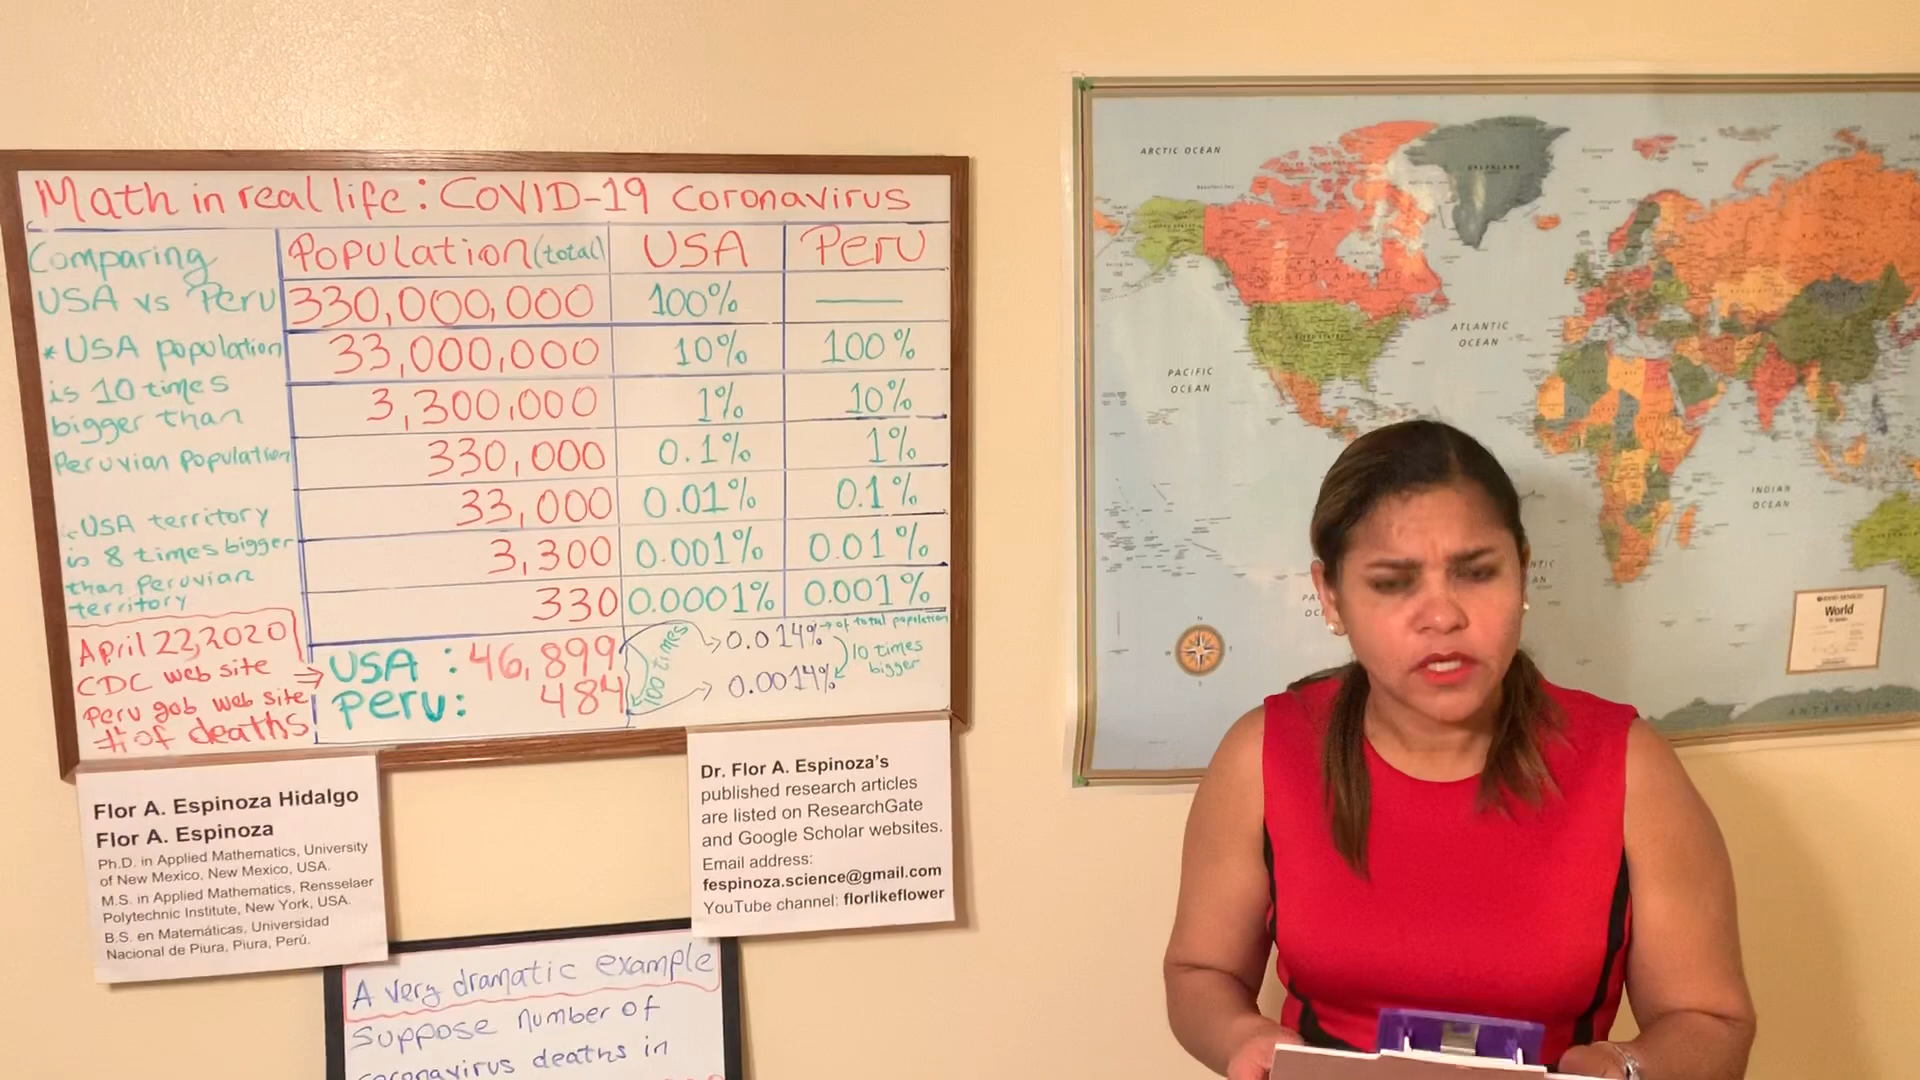 Math in real life: COVID-19 coronavirus
Comparing
USA vs Peru
* USA population
is 10 times
bigger than
Peruvian population
USA territory
is 8 times bigger
than Peruvian
territory
Population (total) USA Peru
330,000,000 100% —
33,000,000 10% 100%
3,300,000 1% 10%
330,000 0.1% 1%
33,000 0.01% 0.1%
3,300 0.001% 0.01%
330 0.0001% 0.001%
April 23, 2020
CDC web site
Peru gob web site
# of deaths
USA: 46,899
Peru: 484
100 times
0.014% → of total population
0.0014%
10 times
bigger
Flor A. Espinoza Hidalgo
Flor A. Espinoza
Ph.D. in Applied Mathematics, University
of New Mexico, New Mexico, USA.
M.S. in Applied Mathematics, Rensselaer
Polytechnic Institute, New York, USA.
B.S. en Matemáticas, Universidad
Nacional de Piura, Piura, Perú.
Dr. Flor A. Espinoza's
published research articles
are listed on ResearchGate
and Google Scholar websites.
Email address:
fespinoza.science@gmail.com
YouTube channel: florlikeflower
A very dramatic example
Suppose number of
coronavirus deaths in
ARCTIC OCEAN
GREENLAND
PACIFIC
OCEAN
ATLANTIC
OCEAN
INDIAN
OCEAN
ANTARCTICA
World
N